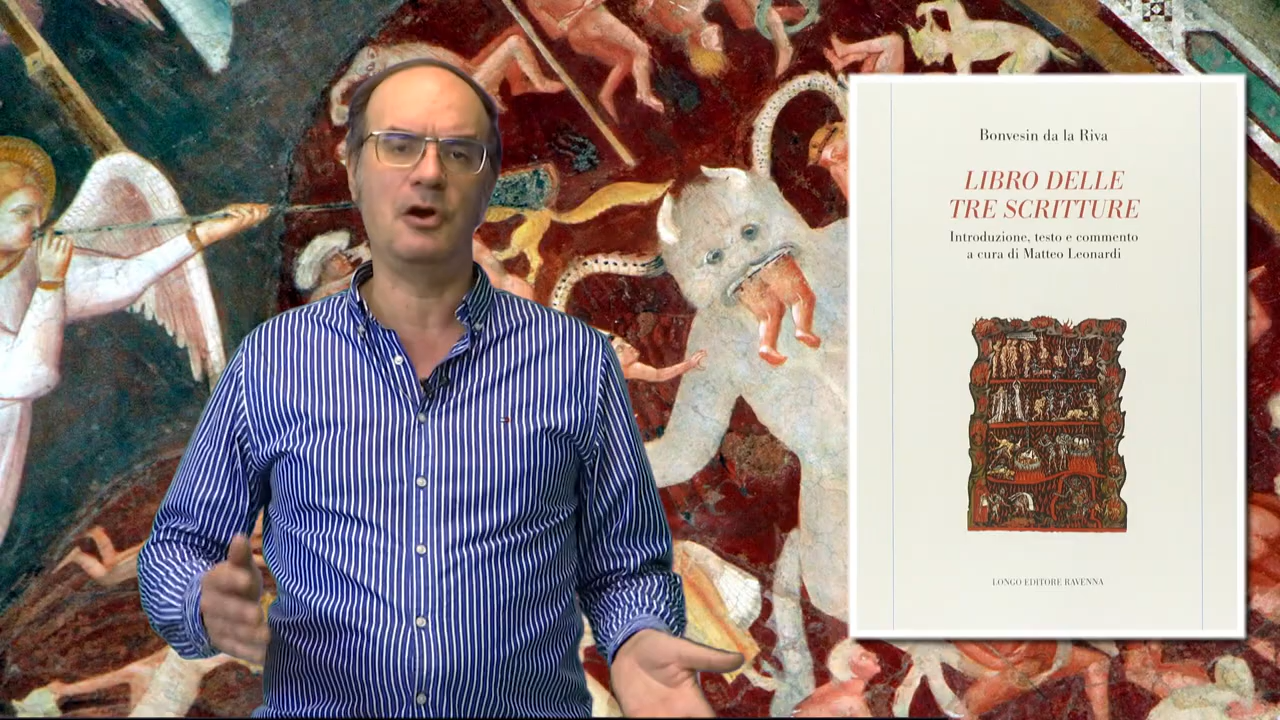 Bonvesin da la Riva
LIBRO DELLE
TRE SCRITTURE
Introduzione, testo e commento
a cura di Matteo Leonardi
LONGO EDITORE RAVENNA